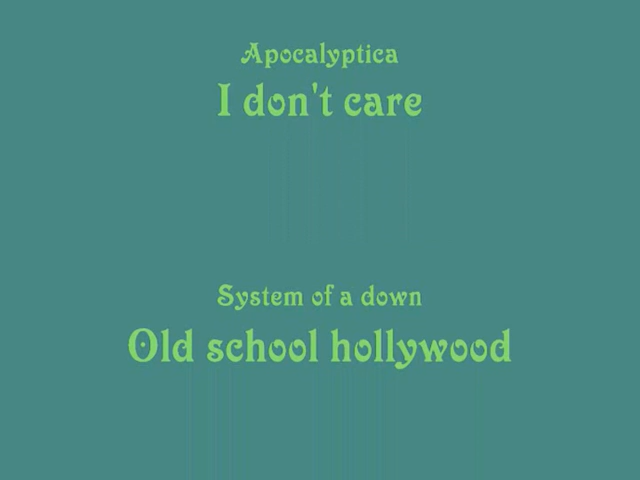 Apocalyptica
I don't care
System of a down
Old school hollywood